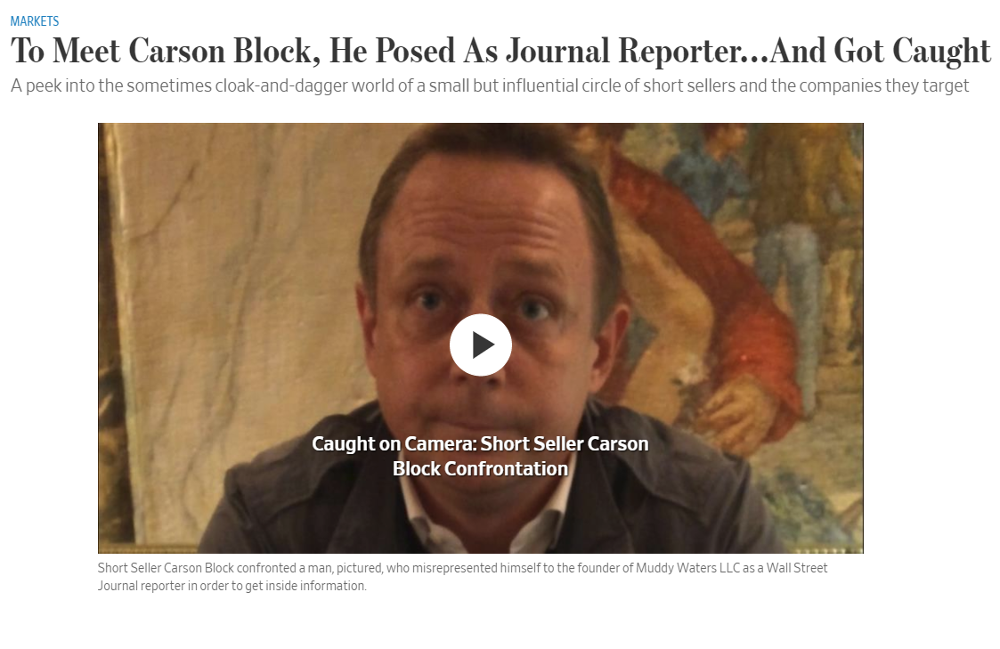 MARKETS
To Meet Carson Block, He Posed As Journal Reporter...And Got Caught
A peek into the sometimes cloak-and-dagger world of a small but influential circle of short sellers and the companies they target
Caught on Camera: Short Seller Carson
Block Confrontation
Short Seller Carson Block confronted a man, pictured, who misrepresented himself to the founder of Muddy Waters LLC as a Wall Street
Journal reporter in order to get inside information.